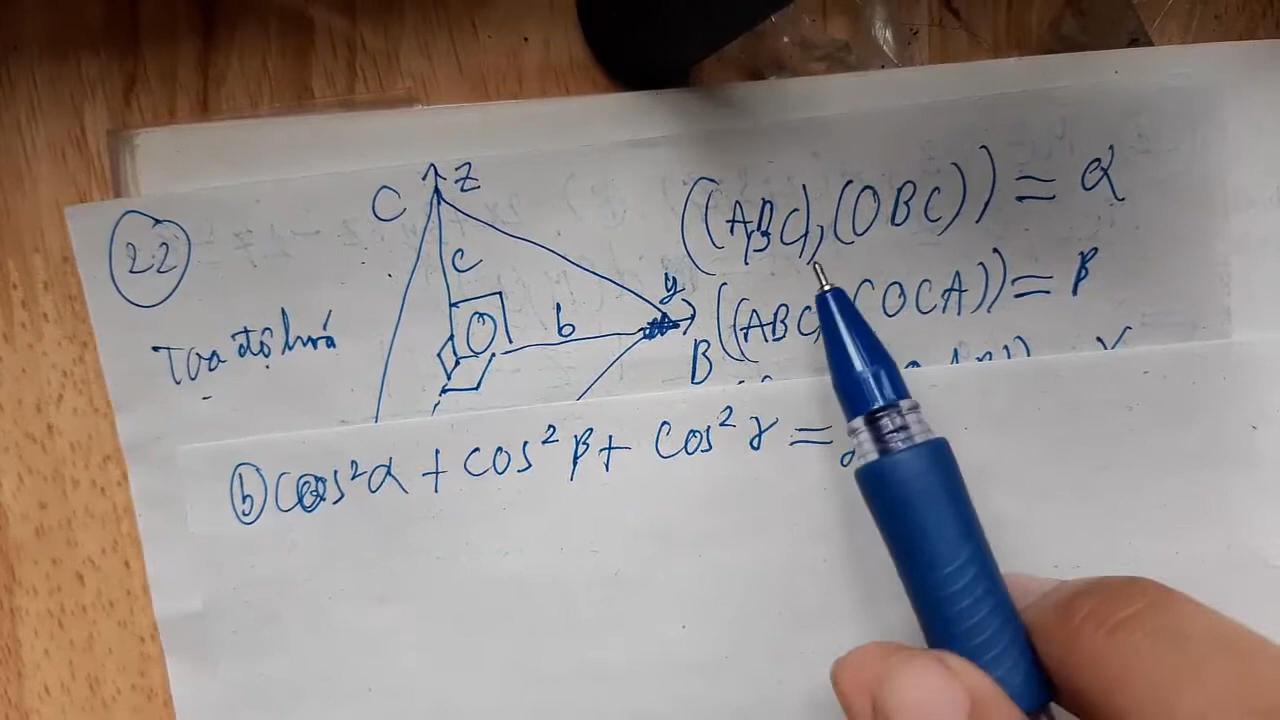 22
Toạ độ hoá
C
Z
c
O
b
y
B
((ABC),(OBC)) = α
((ABC (OCA)) = β
γ
b cos²α + cos²β + cos²γ =